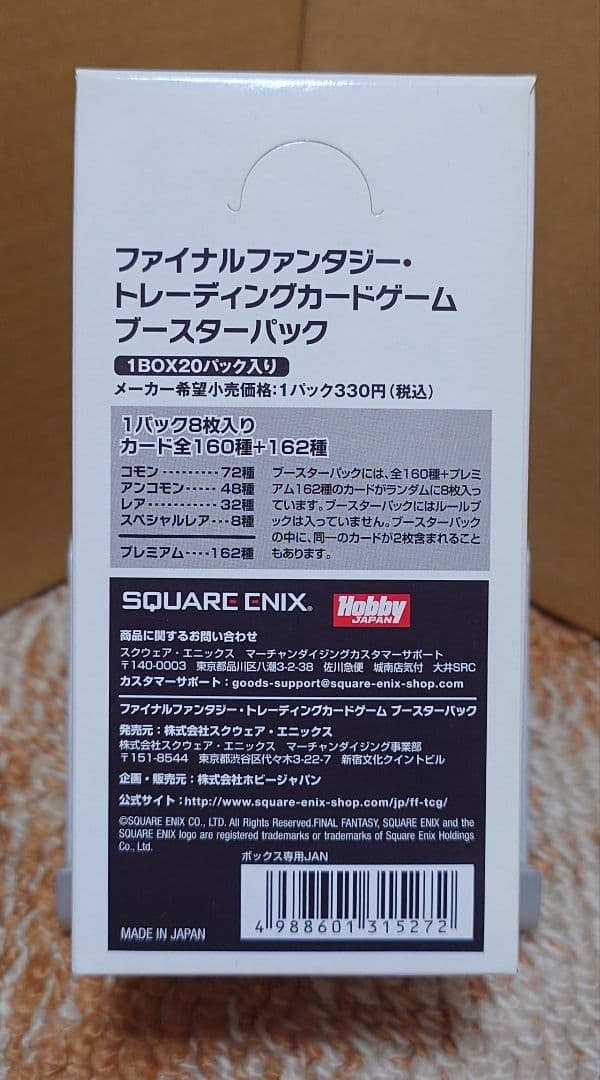 ファイナルファンタジー・
トレーディングカードゲーム
ブースターパック
1BOX20パック入り
メーカー希望小売価格：1パック330円（税込）
1パック8枚入り
カード全160種+162種
コモン・・・・・・・・・72種
アンコモン・・・・・48種
レア・・・・・・・・・・・32種
スペシャルレア・・・8種
プレミアム・・・・162種
ブースターパックには、全160種+プレミ
アム162種のカードがランダムに8枚入っ
ています。ブースターパックにはルールブ
ックは入っていません。ブースターパック
の中に、同一のカードが2枚含まれること
もあります。
SQUARE ENIX®
Hobby
JAPAN
商品に関するお問い合わせ
スクウェア・エニックス マーチャンダイジングカスタマーサポート
〒140-0003 東京都品川区八潮3-2-38 佐川急便 城南店気付 大井SRC
カスタマーサポート：goods-support@square-enix-shop.com
ファイナルファンタジー・トレーディングカードゲーム ブースターパック
発売元：株式会社スクウェア・エニックス
株式会社スクウェア・エニックス マーチャンダイジング事業部
〒151-8544 東京都渋谷区代々木3-22-7 新宿文化クイントビル
企画・販売元：株式会社ホビージャパン
公式サイト：http://www.square-enix-shop.com/jp/ff-tcg/
©SQUARE ENIX CO., LTD. All Rights Reserved.FINAL FANTASY, SQUARE ENIX and the
SQUARE ENIX logo are registered trademarks or trademarks of Square Enix Holdings
Co., Ltd.
ボックス専用JAN
MADE IN JAPAN
4 988601 315272